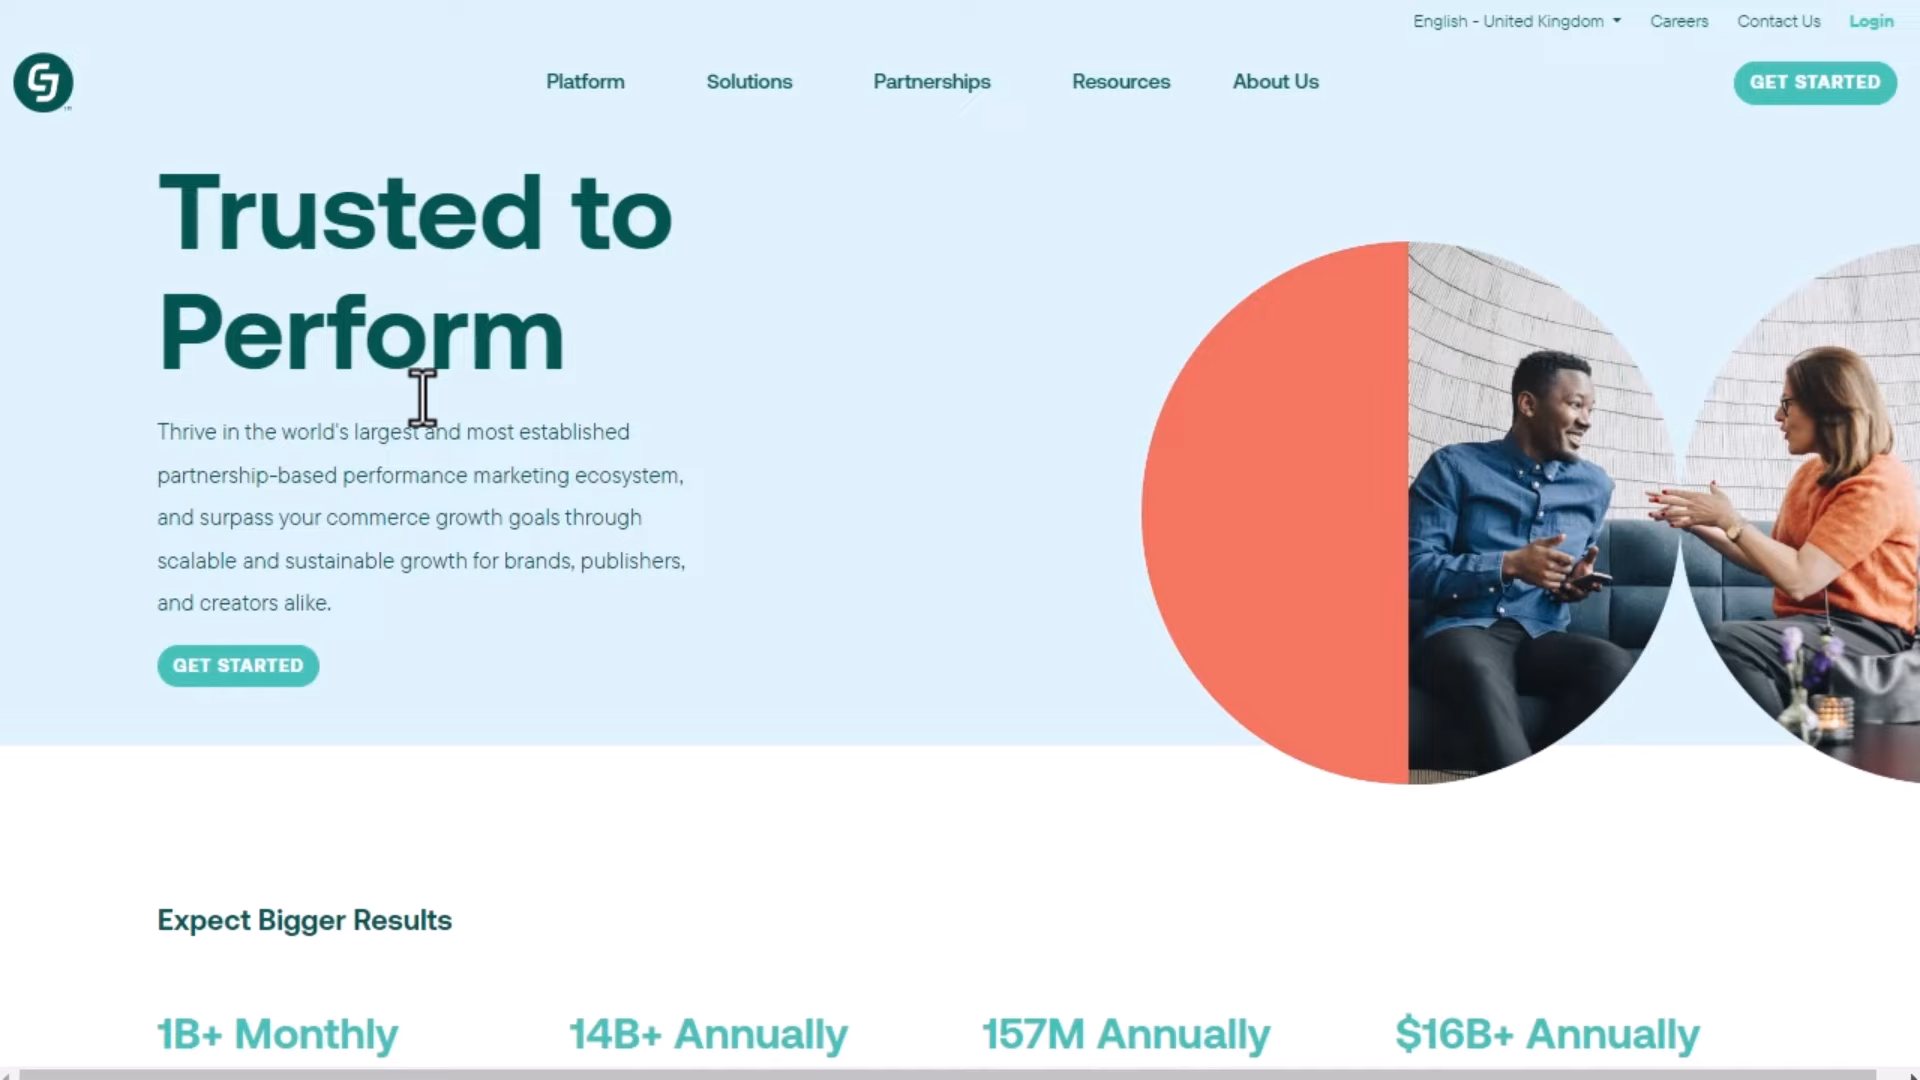 English - United Kingdom Careers Contact Us Login
CJ
Platform Solutions Partnerships Resources About Us GET STARTED
Trusted to
Perform
Thrive in the world's largest and most established
partnership-based performance marketing ecosystem,
and surpass your commerce growth goals through
scalable and sustainable growth for brands, publishers,
and creators alike.
GET STARTED
Expect Bigger Results
1B+ Monthly 14B+ Annually 157M Annually $16B+ Annually